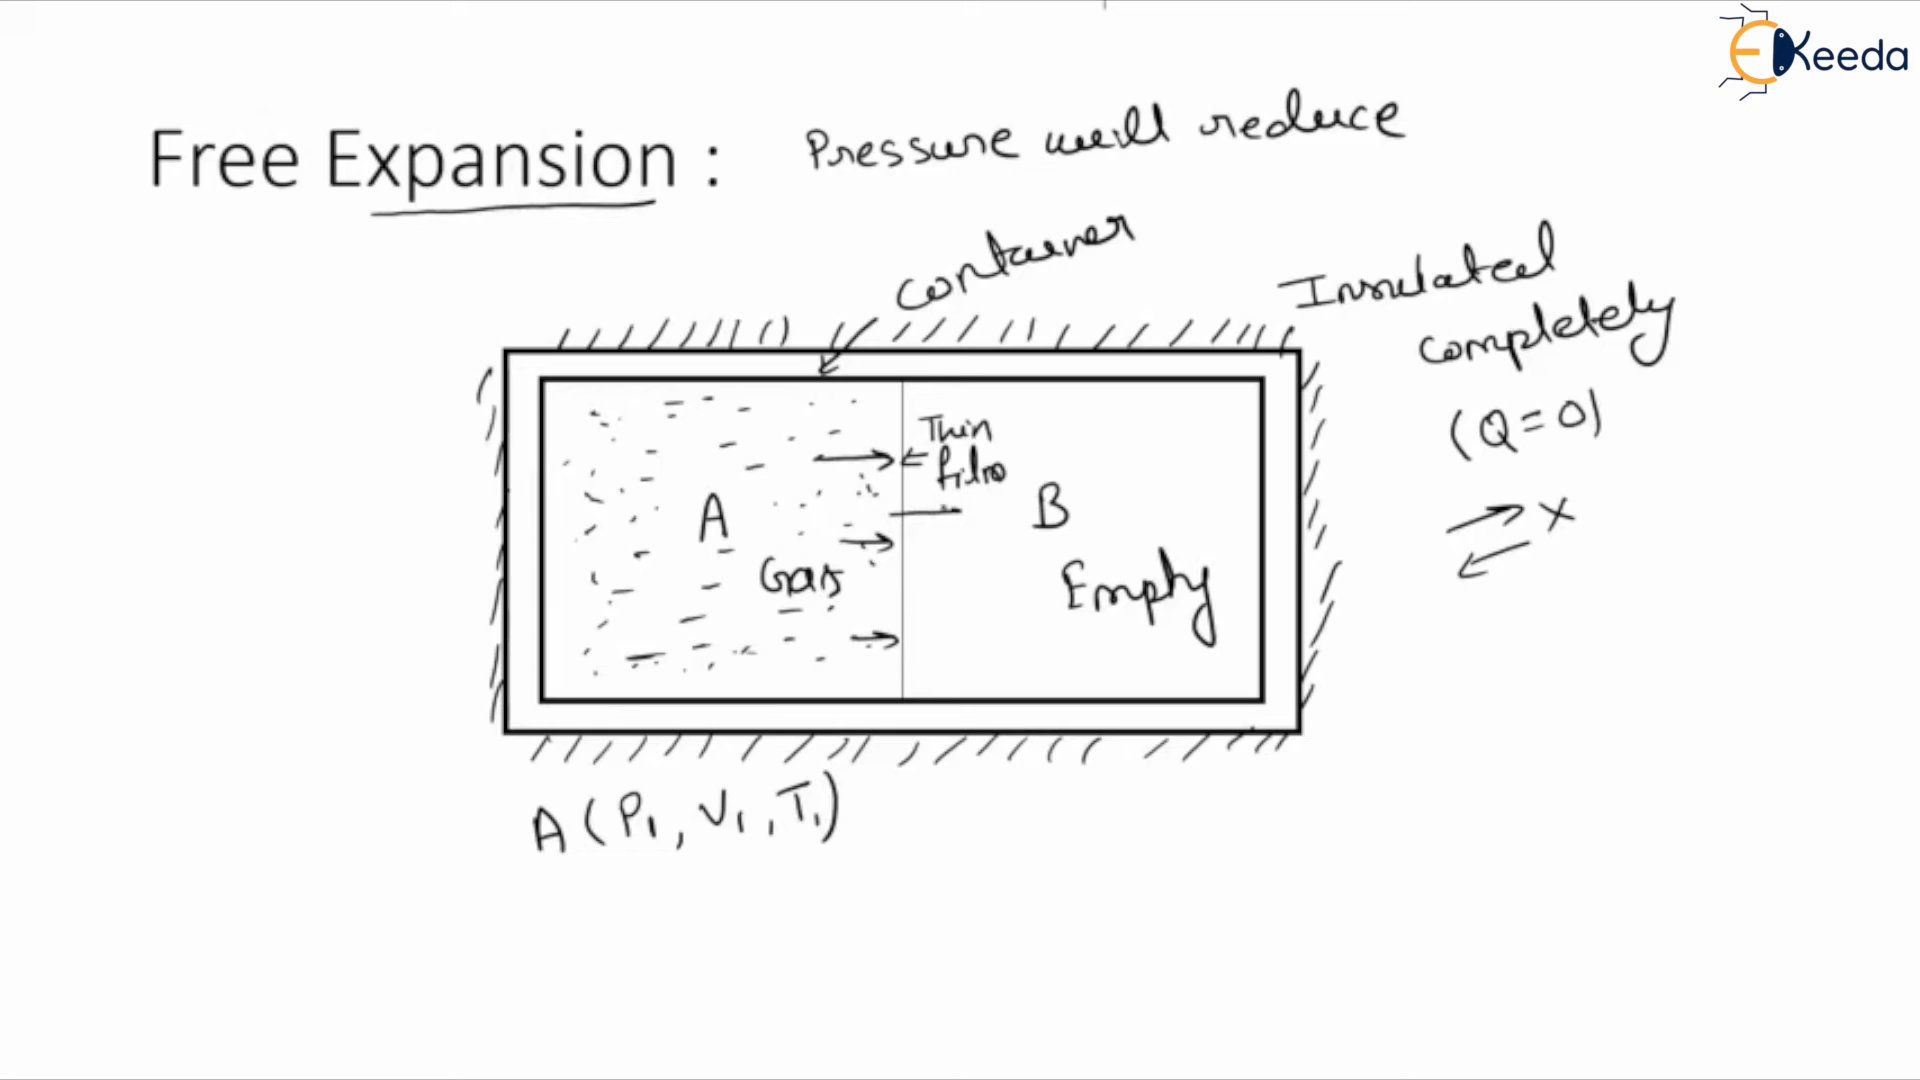 EKeeda
Free Expansion : Pressure will reduce
container
Insulated
completely
(Q=0)
X
Thin
film
A
Gas
B
Empty
A (P1, V1, T1)